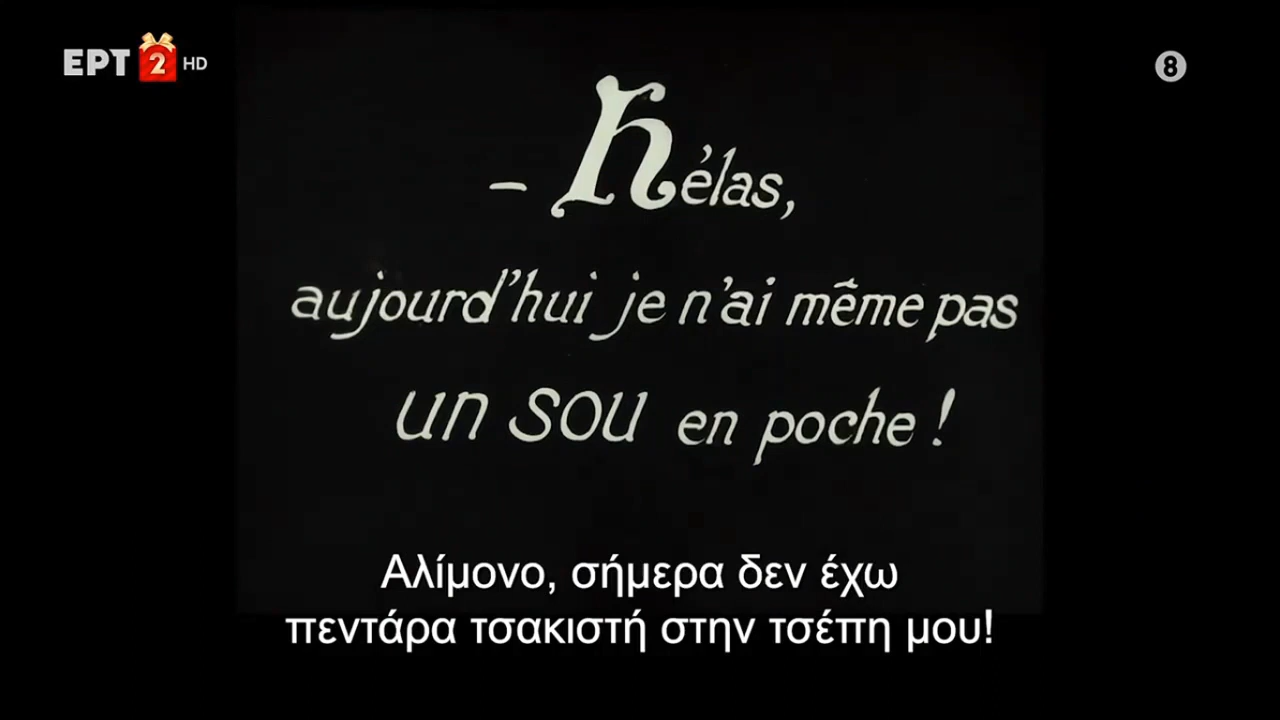 ΕΡΤ 2 HD
8
- Hélas,
aujourd'hui je n'ai même pas
un SOU en poche !
Αλίμονο, σήμερα δεν έχω
πεντάρα τσακιστή στην τσέπη μου!